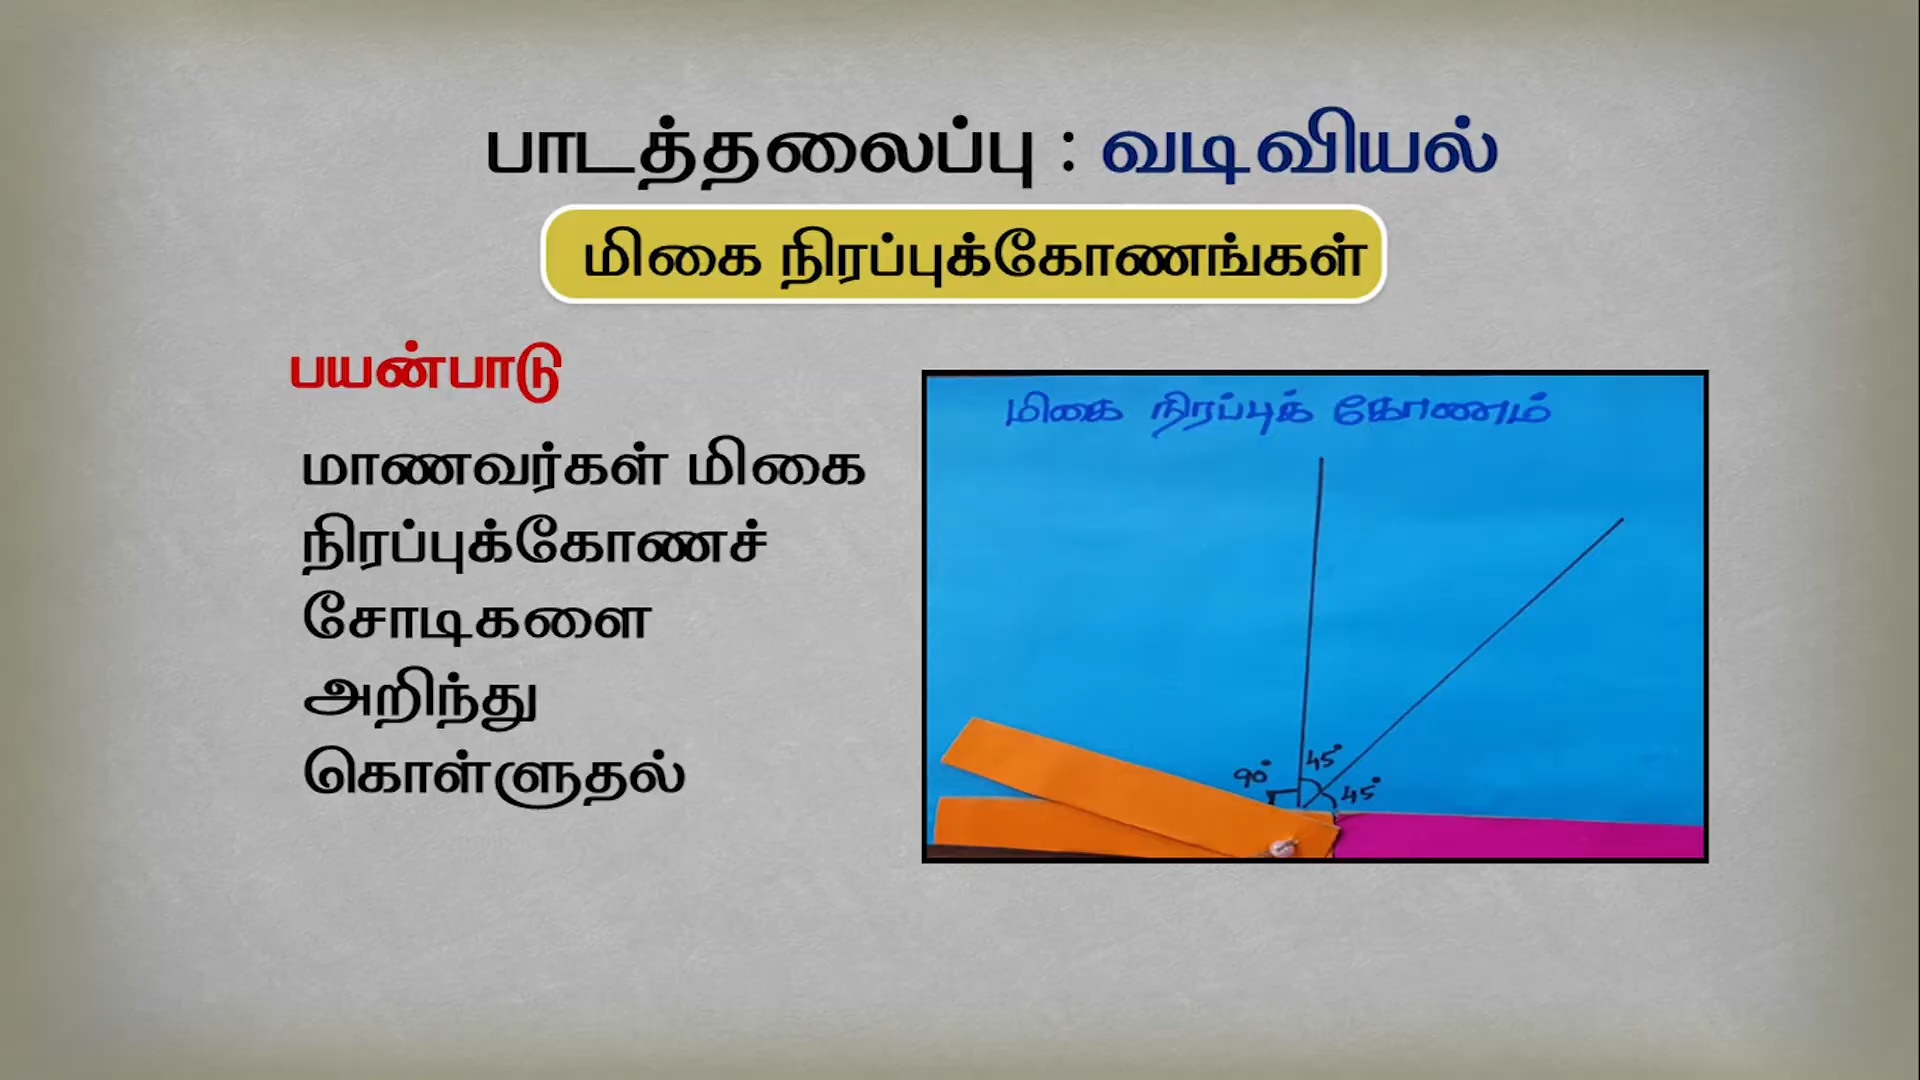 பாடத்தலைப்பு : வடிவியல்
மிகை நிரப்புக்கோணங்கள்
பயன்பாடு
மாணவர்கள் மிகை
நிரப்புக்கோணச்
சோடிகளை
அறிந்து
கொள்ளுதல்
மிகை நிரப்புக் கோணம்
90° 45°
45°